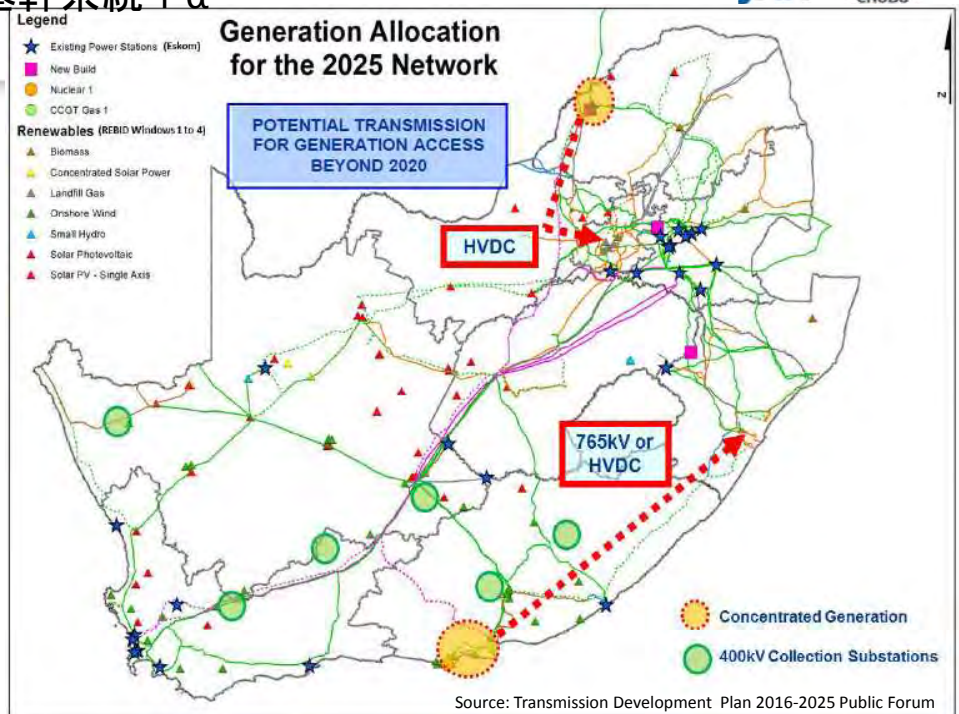 系統+α
CHUBU
Legend
Existing Power Stations (Eskom)
New Build
Nuclear 1
CCGT Gas 1
Renewables (REBID Windows 1 to 4)
Biomass
Concentrated Solar Power
Landfill Gas
Onshore Wind
Small Hydro
Solar Photovoltaic
Solar PV - Single Axis
Generation Allocation
for the 2025 Network
POTENTIAL TRANSMISSION
FOR GENERATION ACCESS
BEYOND 2020
N
HVDC
765kV or
HVDC
Concentrated Generation
400kV Collection Substations
Source: Transmission Development Plan 2016-2025 Public Forum